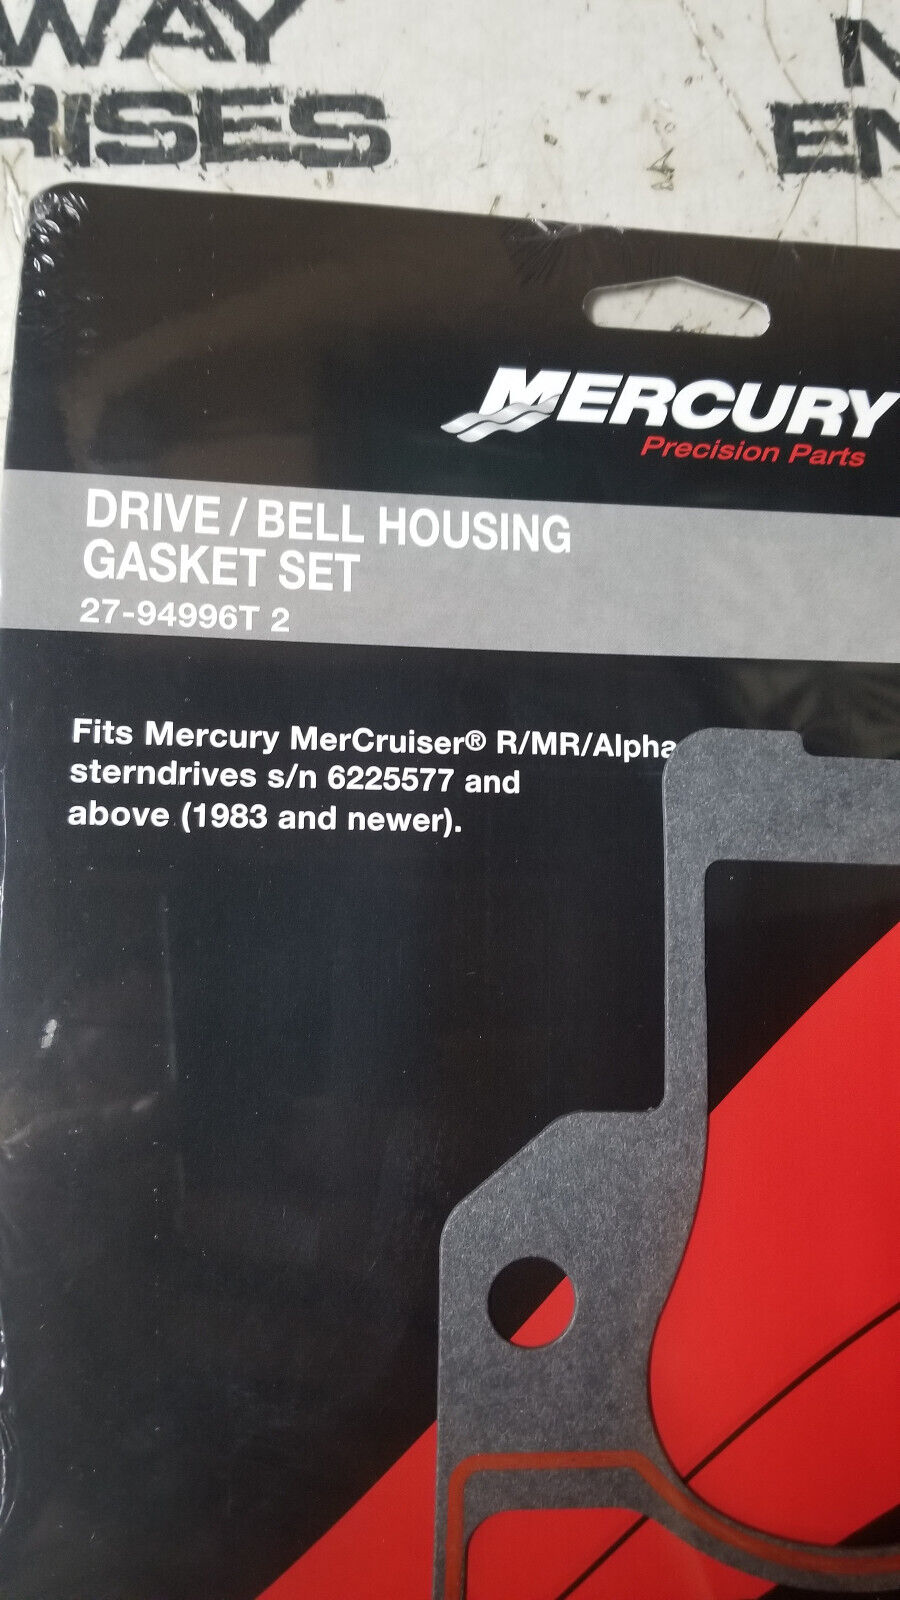 WAY
RISES
N
EN
MERCURY
Precision Parts
DRIVE / BELL HOUSING
GASKET SET
27-94996T 2
Fits Mercury MerCruiser® R/MR/Alpha
sterndrives s/n 6225577 and
above (1983 and newer).